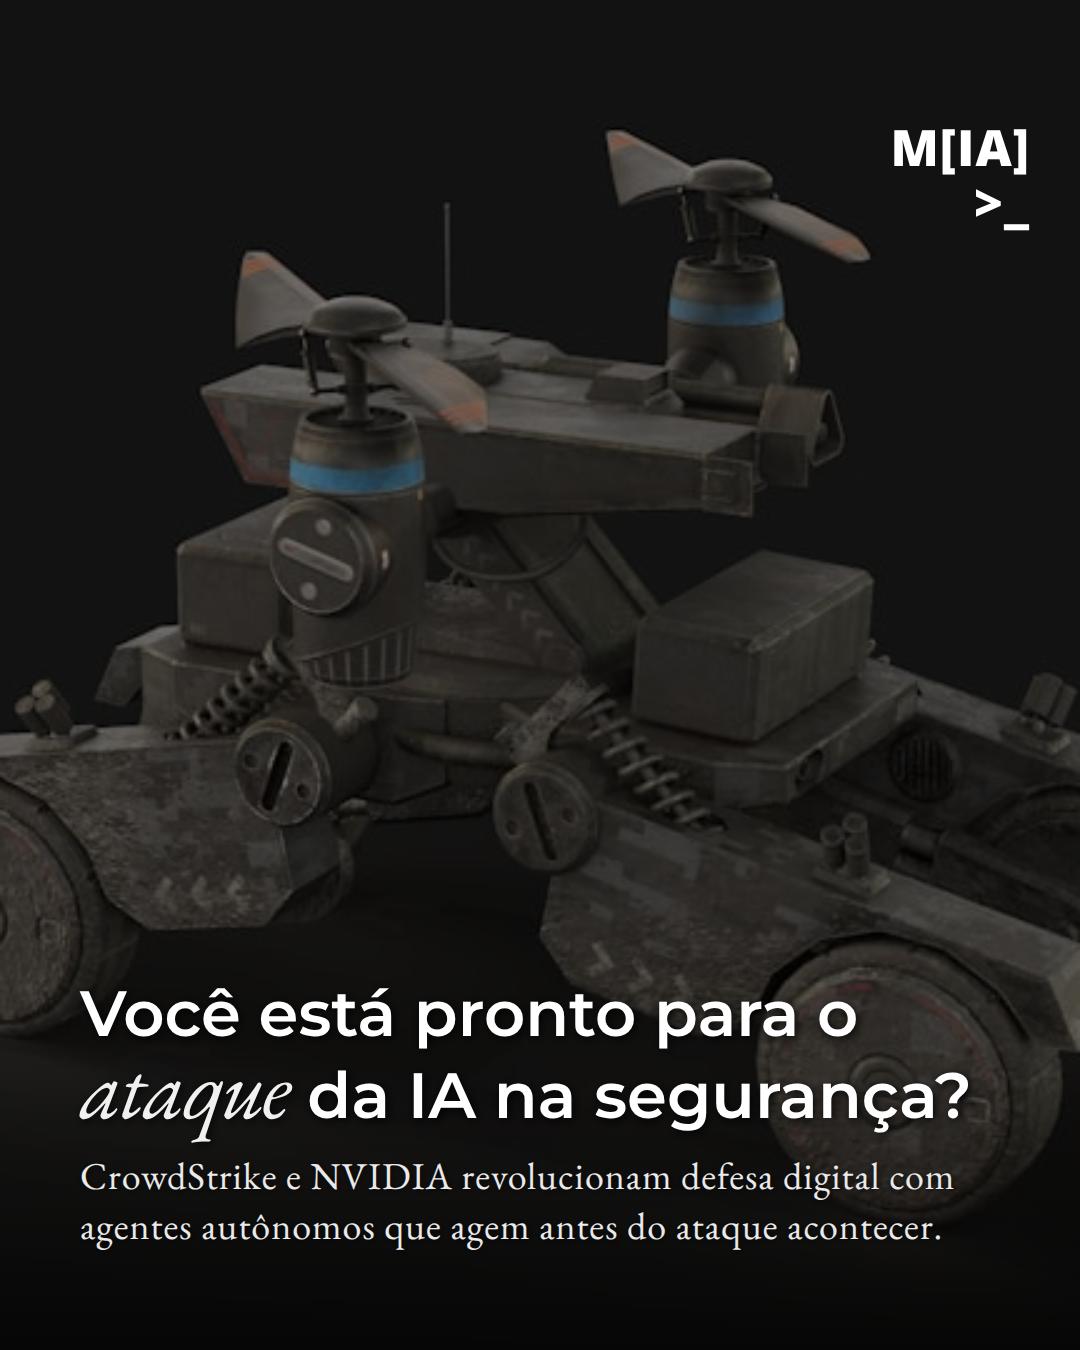 M[IA]
>_
Você está pronto para o
ataque da IA na segurança?
CrowdStrike e NVIDIA revolucionam defesa digital com
agentes autônomos que agem antes do ataque acontecer.